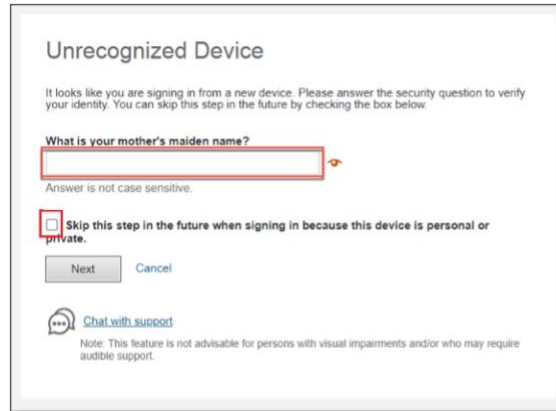 Unrecognized Device
It looks like you are signing in from a new device. Please answer the security question to verify
your identity. You can skip this step in the future by checking the box below.
What is your mother's maiden name?
Answer is not case sensitive.
Skip this step in the future when signing in because this device is personal or
private.
Next Cancel
Chat with support
Note: This feature is not advisable for persons with visual impairments and/or who may require
audible support.